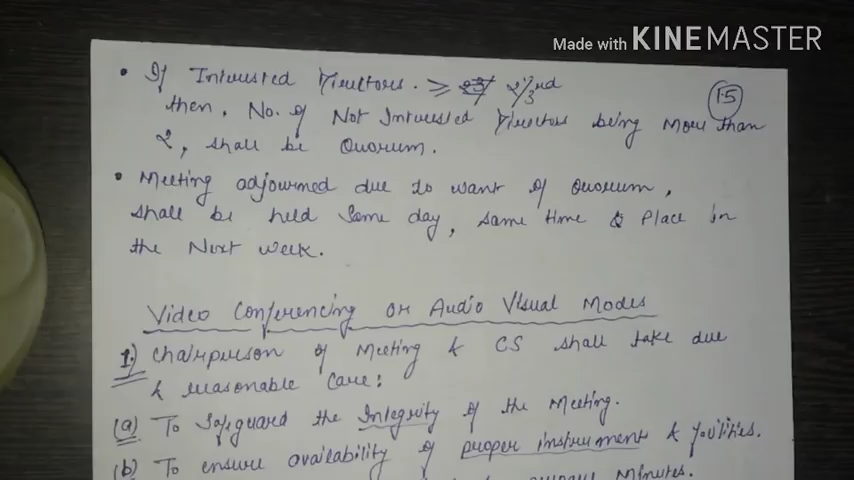 Made with KINEMASTER
15
• If Interested Directors. ≥ 2/3rd
then, No. of Not Interested Directors being More than
2, shall be Quorum.
• Meeting adjourned due to want of Quorum,
shall be held Same day, same time & Place in
the Next week.
Video Conferencing or Audio Visual Modes
1.) Chairperson of Meeting & CS shall take due
& reasonable care:
(a) To Safeguard the Integrity of the Meeting.
(b) To ensure availability of proper instrument & facilities.
Minutes.